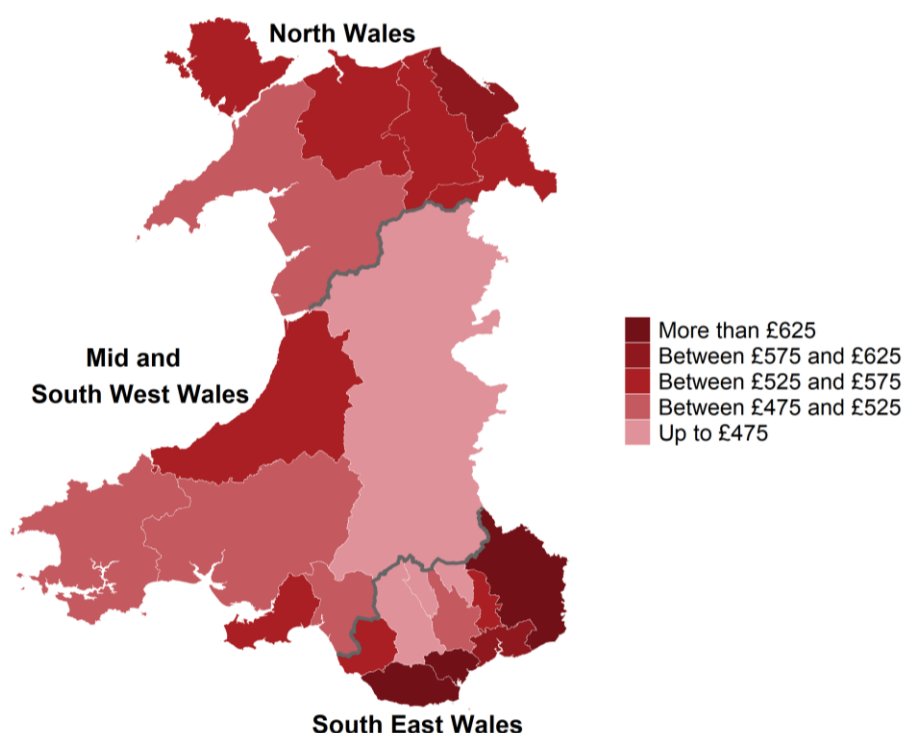 North Wales
Mid and
South West Wales
More than £625
Between £575 and £625
Between £525 and £575
Between £475 and £525
Up to £475
South East Wales